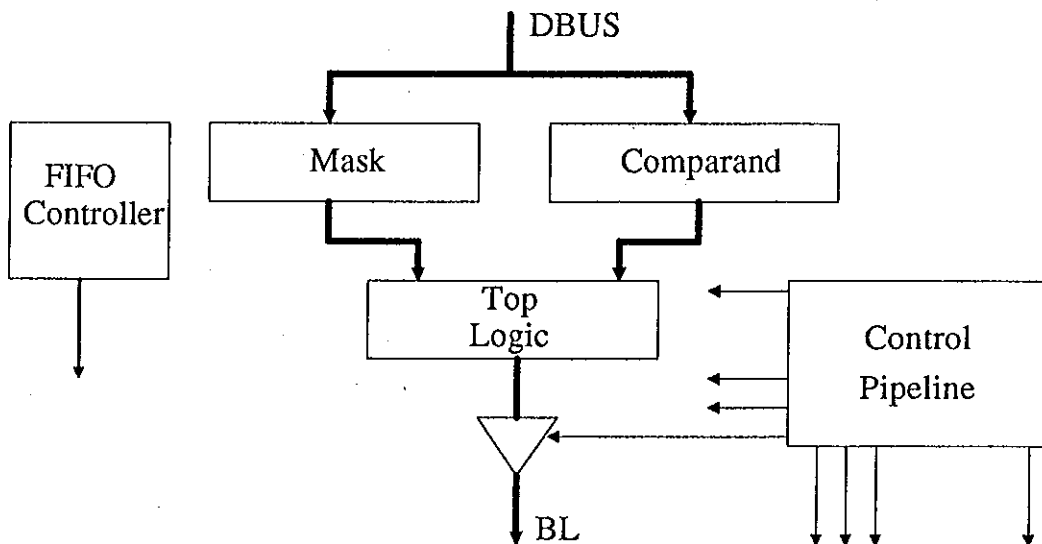 DBUS
Mask
Comparand
FIFO
Controller
Top
Logic
Control
Pipeline
BL